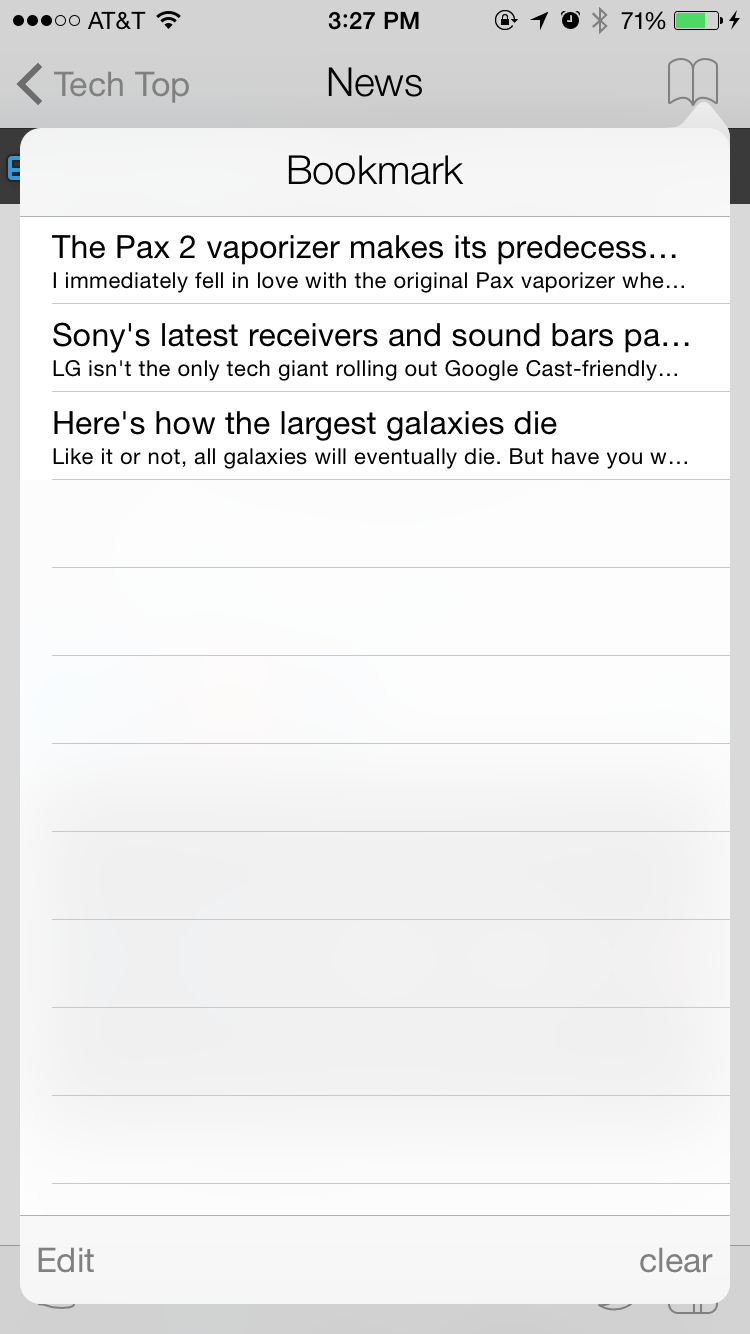 AT&T 3:27 PM 71%
Tech Top News
Bookmark
The Pax 2 vaporizer makes its predecess...
I immediately fell in love with the original Pax vaporizer whe...
Sony's latest receivers and sound bars pa...
LG isn't the only tech giant rolling out Google Cast-friendly...
Here's how the largest galaxies die
Like it or not, all galaxies will eventually die. But have you w...
Edit clear